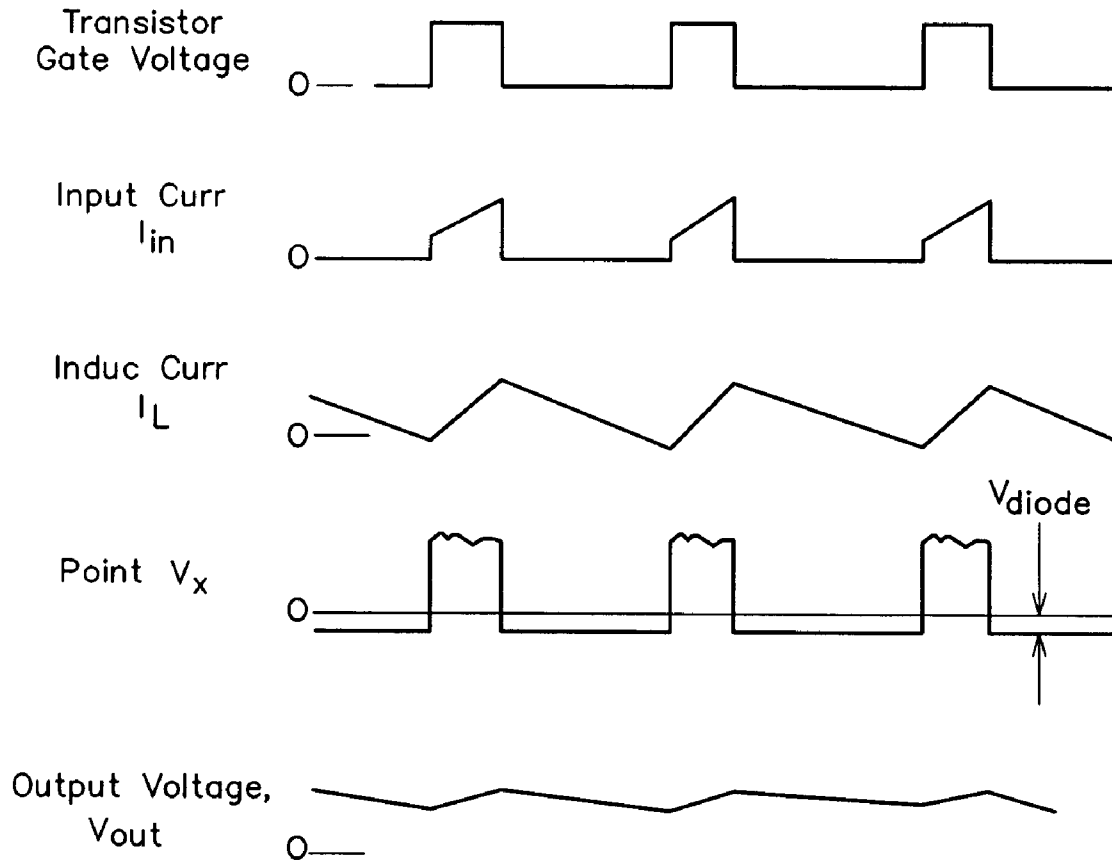 Transistor
Gate Voltage
0
Input Curr
Iin
0
Induc Curr
IL
0
Vdiode
Point Vx
0
Output Voltage,
Vout
0